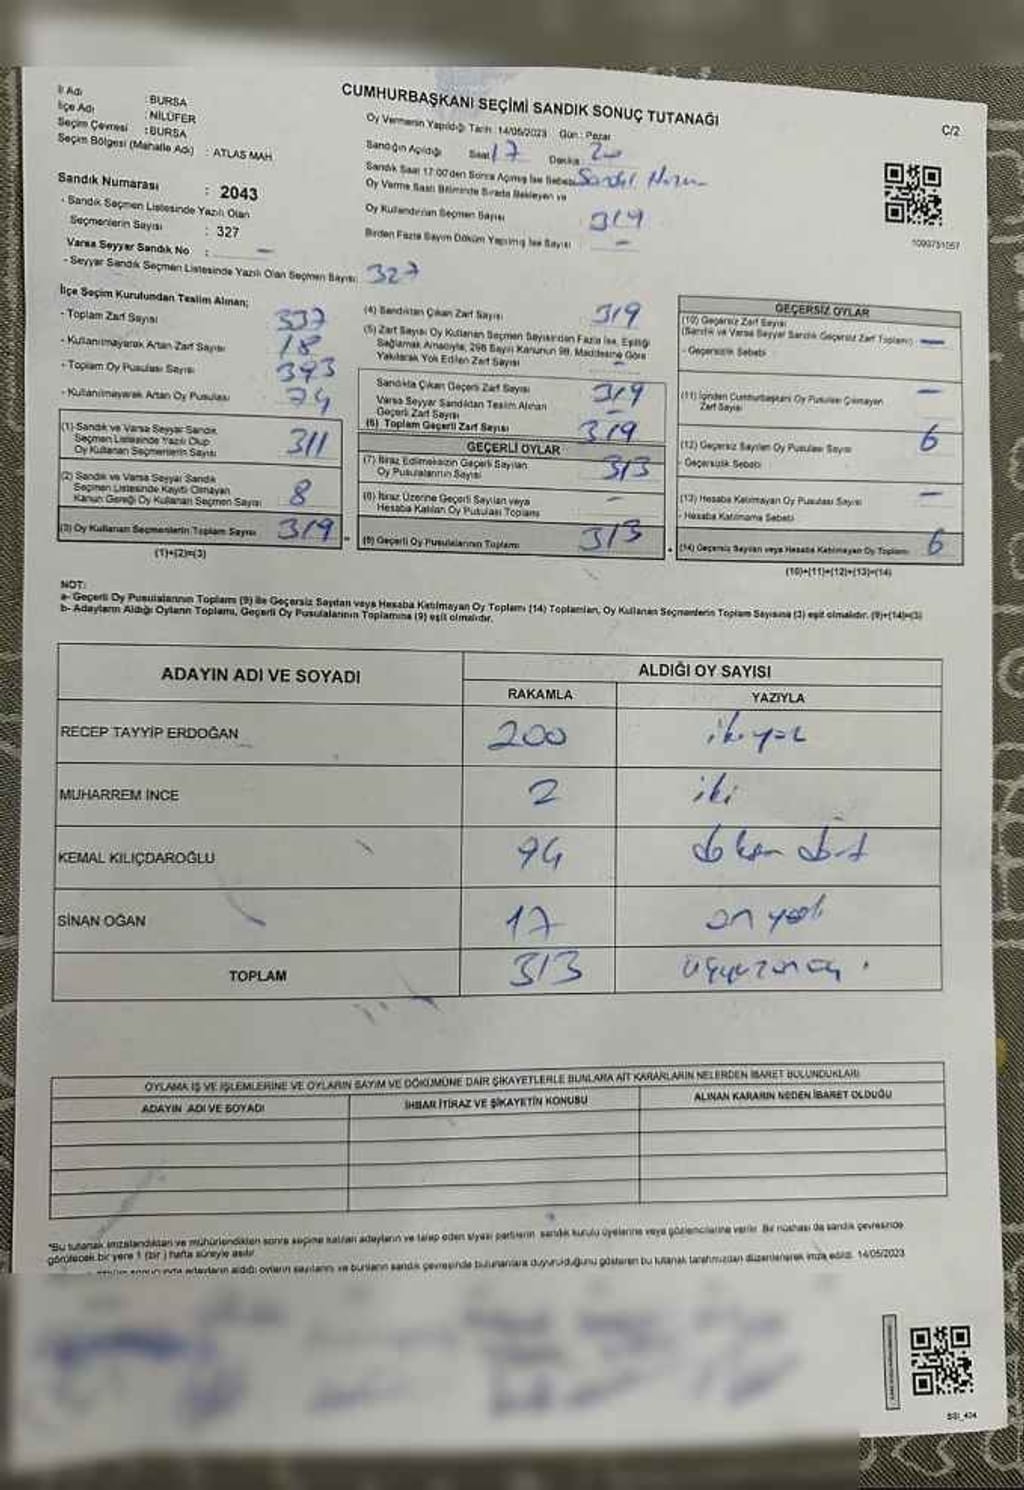 CUMHURBAŞKANI SEÇİMİ SANDIK SONUÇ TUTANAĞI
C/2
İl Adı : BURSA
İlçe Adı : NİLÜFER
Seçim Çevresi : BURSA
Seçim Bölgesi (Mahalle Adı) : ATLAS MAH.
Sandık Numarası : 2043
- Sandık Seçmen Listesinde Yazılı Olan
Seçmenlerin Sayısı : 327
Varsa Seyyar Sandık No : -
- Seyyar Sandık Seçmen Listesinde Yazılı Olan Seçmen Sayısı: 327
Oy Vermenin Yapıldığı Tarih: 14/05/2023 Gün : Pazar
Sandığın Açıldığı Saat 17 Dakika 20
Sandık Saat 17:00'den Sonra Açılmış İse Sebebi
Oy Verme Saati Bitiminde Sırada Bekleyen ve
Oy Kullandırılan Seçmen Sayısı 319
Birden Fazla Sayım Döküm Yapılmış İse Sayısı -
1090751057
İlçe Seçim Kurulundan Teslim Alınan;
- Toplam Zarf Sayısı 337
- Kullanılmayarak Artan Zarf Sayısı 18
- Toplam Oy Pusulası Sayısı 393
- Kullanılmayarak Artan Oy Pusulası 74
(1) Sandık ve Varsa Seyyar Sandık
Seçmen Listesinde Yazılı Olup
Oy Kullanan Seçmenlerin Sayısı 311
(2) Sandık ve Varsa Seyyar Sandık
Seçmen Listesinde Kayıtlı Olmayan
Kanun Gereği Oy Kullanan Seçmen Sayısı 8
(3) Oy Kullanan Seçmenlerin Toplam Sayısı 319
(1)+(2)=(3)
(4) Sandıktan Çıkan Zarf Sayısı 319
(5) Zarf Sayısı Oy Kullanan Seçmen Sayısından Fazla İse, Eşitliği
Sağlamak Amacıyla, 298 Sayılı Kanunun 98. Maddesine Göre
Yakılarak Yok Edilen Zarf Sayısı -
Sandıkta Çıkan Geçerli Zarf Sayısı 319
Varsa Seyyar Sandıktan Teslim Alınan
Geçerli Zarf Sayısı
(6) Toplam Geçerli Zarf Sayısı 319
GEÇERLİ OYLAR
(7) İtiraz Edilmeksizin Geçerli Sayılan
Oy Pusulalarının Sayısı 313
(8) İtiraz Üzerine Geçerli Sayılan veya
Hesaba Katılan Oy Pusulası Toplamı -
(9) Geçerli Oy Pusulalarının Toplamı 313
GEÇERSİZ OYLAR
(10) Geçersiz Zarf Sayısı
(Sandık ve Varsa Seyyar Sandık Geçersiz Zarf Toplamı) -
- Geçersizlik Sebebi
(11) İçinden Cumhurbaşkanı Oy Pusulası Çıkmayan
Zarf Sayısı -
(12) Geçersiz Sayılan Oy Pusulası Sayısı 6
- Geçersizlik Sebebi
(13) Hesaba Katılmayan Oy Pusulası Sayısı -
- Hesaba Katılmama Sebebi
(14) Geçersiz Sayılan veya Hesaba Katılmayan Oy Toplamı 6
(10)+(11)+(12)+(13)=(14)
NOT:
a- Geçerli Oy Pusulalarının Toplamı (9) ile Geçersiz Sayılan veya Hesaba Katılmayan Oy Toplamı (14) Toplamları, Oy Kullanan Seçmenlerin Toplam Sayısına (3) eşit olmalıdır. (9)+(14)=(3)
b- Adayların Aldığı Oyların Toplamı, Geçerli Oy Pusulalarının Toplamına (9) eşit olmalıdır.
ADAYIN ADI VE SOYADI
ALDIĞI OY SAYISI
RAKAMLA YAZIYLA
RECEP TAYYİP ERDOĞAN 200 ikiyüz
MUHARREM İNCE 2 iki
KEMAL KILIÇDAROĞLU 94 doksan dört
SİNAN OĞAN 17 on yedi
TOPLAM 313 üçyüzonüç
OYLAMA İŞ VE İŞLEMLERİNE VE OYLARIN SAYIM VE DÖKÜMÜNE DAİR ŞİKAYETLERLE BUNLARA AİT KARARLARIN NELERDEN İBARET BULUNDUKLARI
ADAYIN ADI VE SOYADI
İHBAR İTİRAZ VE ŞİKAYETİN KONUSU
ALINAN KARARIN NEDEN İBARET OLDUĞU
*Bu tutanak imzalandıktan ve mühürlendikten sonra seçime katılan adayların ve talep eden siyasi partilerin sandık kurulu üyelerine veya gözlemcilerine verilir. Bir nüshası da sandık çevresinde
görülecek bir yere 1 (bir ) hafta süreyle asılır.
adayların aldığı oyların sayılarını ve bunların sandık çevresinde bulunanlara duyurulduğunu gösteren bu tutanak tarafımızdan düzenlenerek imza edildi. 14/05/2023